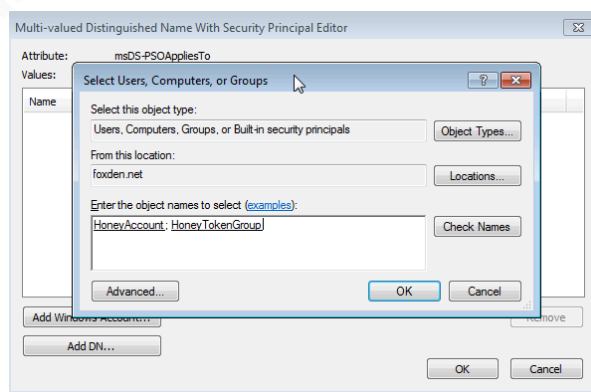 Multi-valued Distinguished Name With Security Principal Editor
Attribute: msDS-PSOAppliesTo
Values:
Name
Select Users, Computers, or Groups
Select this object type:
Users, Computers, Groups, or Built-in security principals
Object Types...
From this location:
foxden.net
Locations...
Enter the object names to select (examples):
HoneyAccount; HoneyTokenGroup
Check Names
Advanced...
OK
Cancel
Add Windows Account...
Remove
Add DN...
OK
Cancel